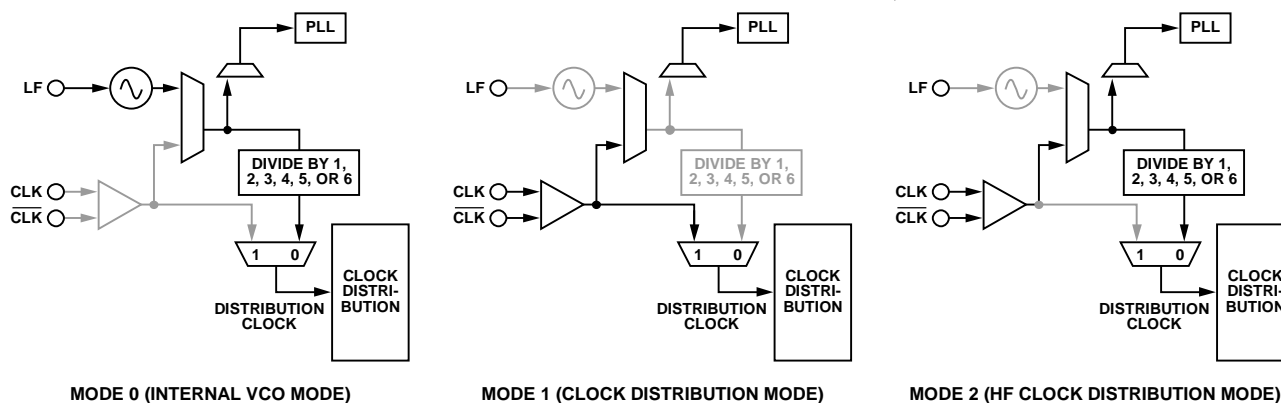 PLL
LF
DIVIDE BY 1,
2, 3, 4, 5, OR 6
CLK
CLK
1 0
CLOCK
DISTRI-
BUTION
DISTRIBUTION
CLOCK
MODE 0 (INTERNAL VCO MODE)
PLL
LF
DIVIDE BY 1,
2, 3, 4, 5, OR 6
CLK
CLK
1 0
CLOCK
DISTRI-
BUTION
DISTRIBUTION
CLOCK
MODE 1 (CLOCK DISTRIBUTION MODE)
PLL
LF
DIVIDE BY 1,
2, 3, 4, 5, OR 6
CLK
CLK
1 0
CLOCK
DISTRI-
BUTION
DISTRIBUTION
CLOCK
MODE 2 (HF CLOCK DISTRIBUTION MODE)